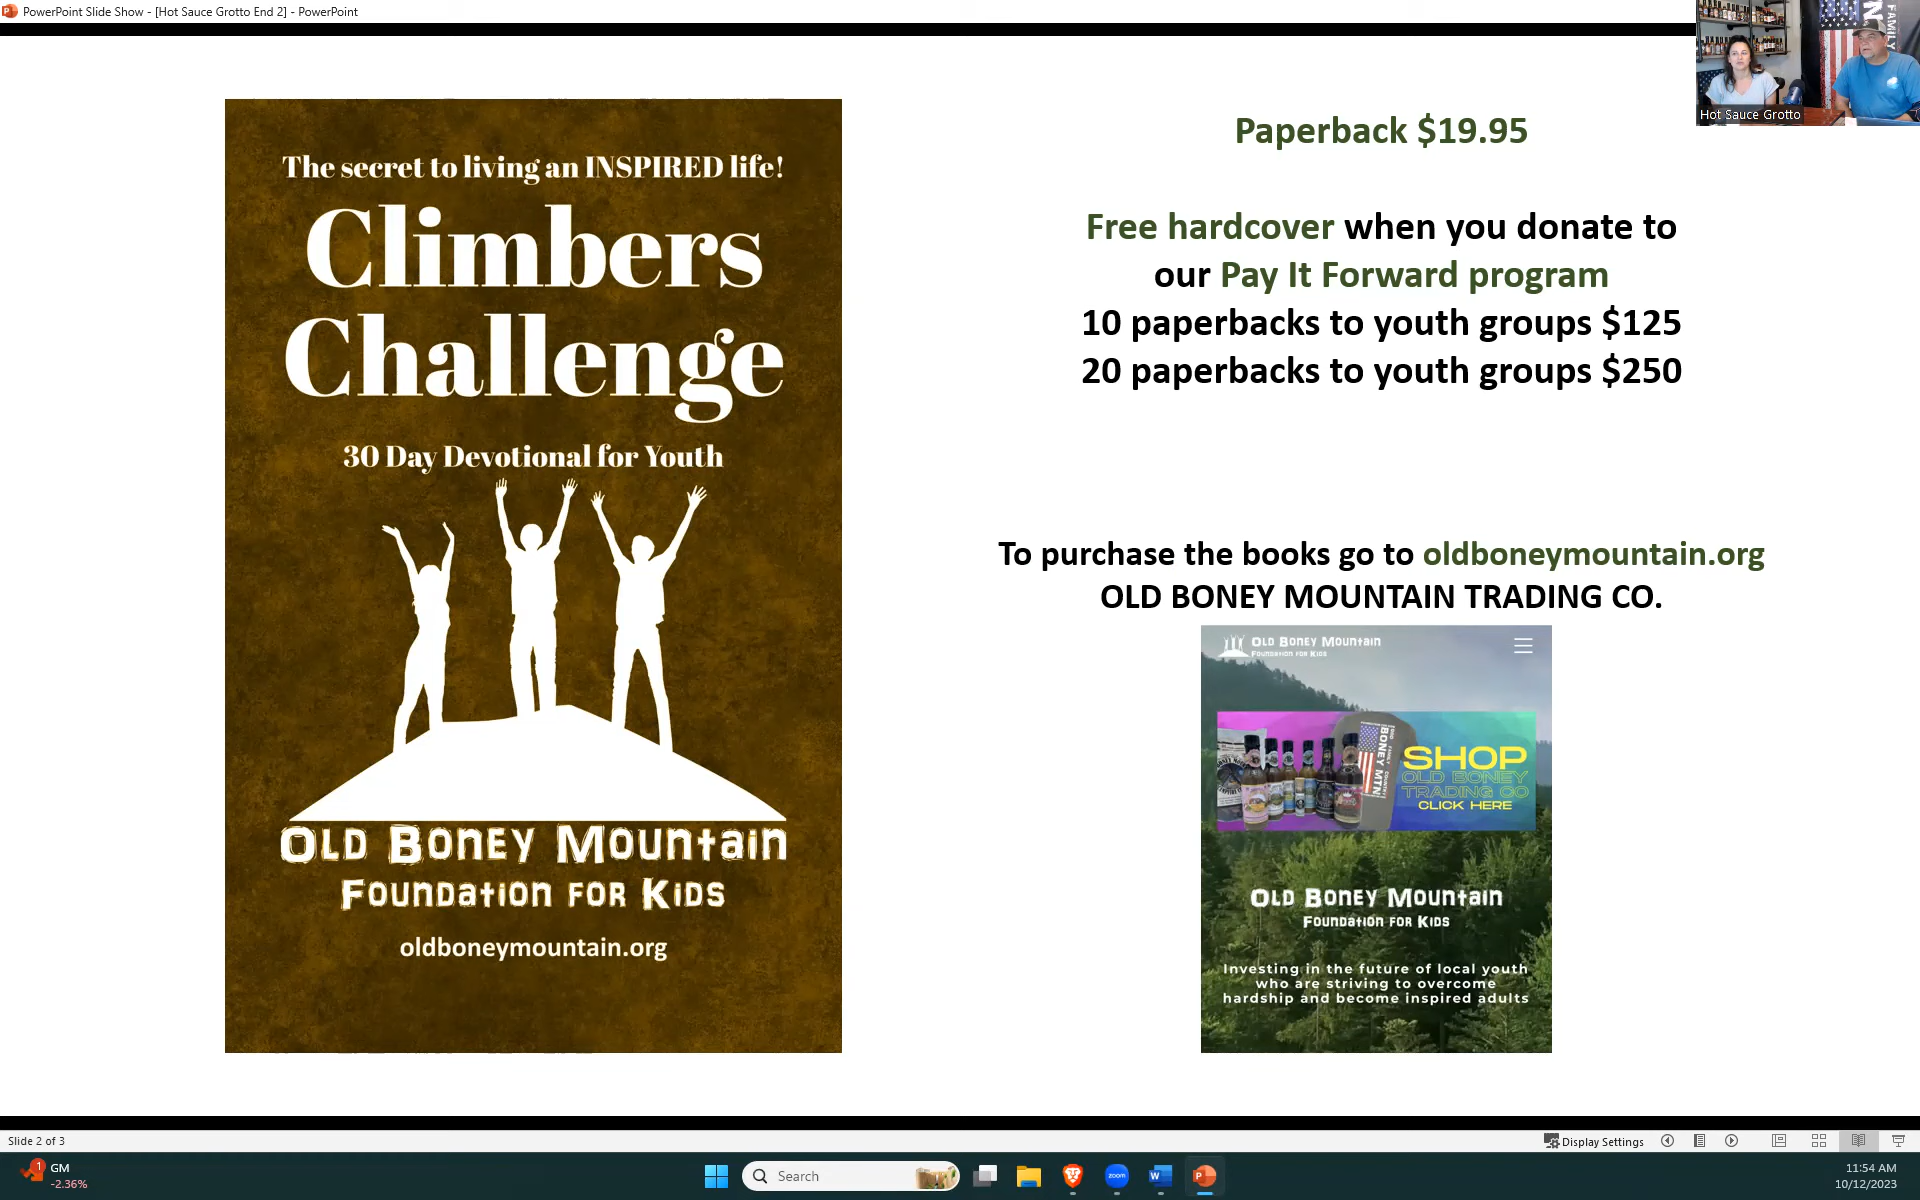 PowerPoint Slide Show - [Hot Sauce Grotto End 2] - PowerPoint
FAMILY
Hot Sauce Grotto
The secret to living an INSPIRED life!
Climbers
Challenge
30 Day Devotional for Youth
Old Boney Mountain
Foundation for Kids
oldboneymountain.org
Paperback $19.95
Free hardcover when you donate to
our Pay It Forward program
10 paperbacks to youth groups $125
20 paperbacks to youth groups $250
To purchase the books go to oldboneymountain.org
OLD BONEY MOUNTAIN TRADING CO.
Old Boney Mountain
Foundation for Kids
BONEY MTN
SHOP
OLD BONEY
TRADING CO
CLICK HERE
Old Boney Mountain
Foundation for Kids
Investing in the future of local youth
who are striving to overcome
hardship and become inspired adults
Slide 2 of 3
Display Settings
1
GM
-2.36%
Search
zoom
W
P
11:54 AM
10/12/2023